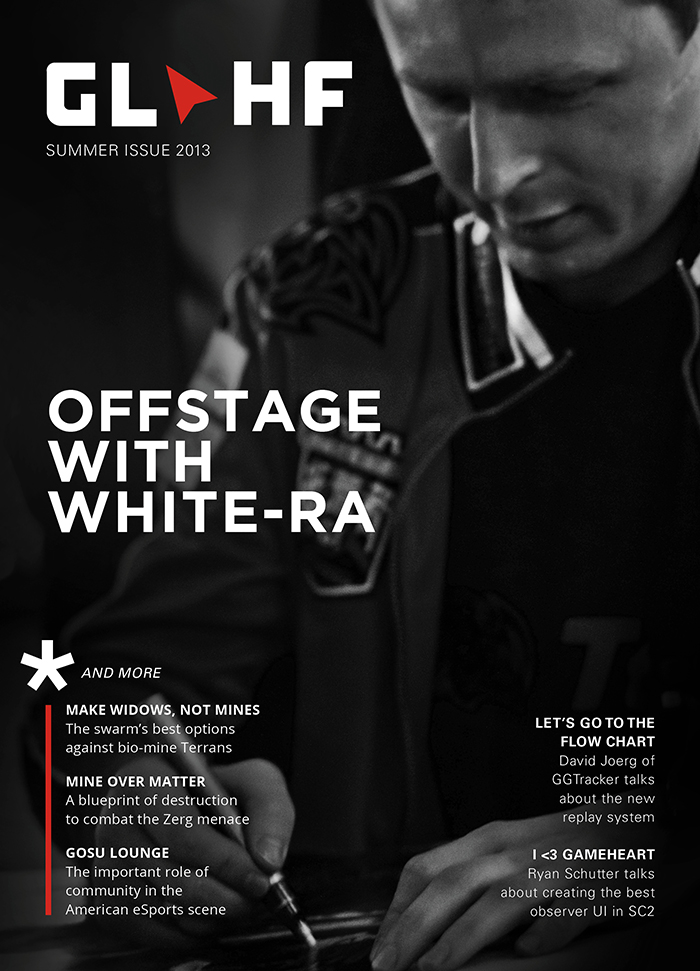 GL HF
SUMMER ISSUE 2013
OFFSTAGE
WITH
WHITE-RA
* AND MORE
MAKE WIDOWS, NOT MINES
The swarm's best options
against bio-mine Terrans
MINE OVER MATTER
A blueprint of destruction
to combat the Zerg menace
GOSU LOUNGE
The important role of
community in the
American eSports scene
LET'S GO TO THE
FLOW CHART
David Joerg of
GGTracker talks
about the new
replay system
I <3 GAMEHEART
Ryan Schutter talks
about creating the best
observer UI in SC2